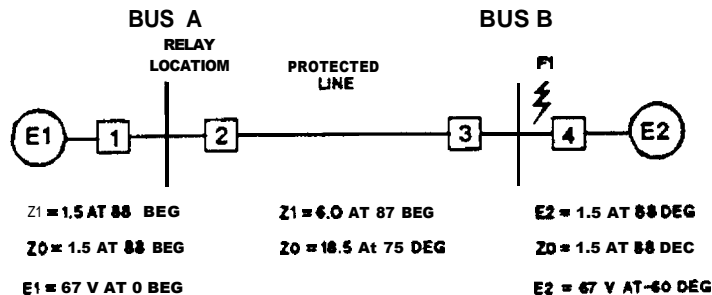 BUS A
BUS B
RELAY
LOCATIOM
PROTECTED
LINE
F1
E1
1
2
3
4
E2
Z1 = 1.5 AT 88 BEG
Z1 = 6.0 AT 87 BEG
E2 = 1.5 AT 88 DEG
Z0 = 1.5 AT 88 BEG
Z0 = 18.5 At 75 DEG
Z0 = 1.5 AT 88 DEC
E1 = 67 V AT 0 BEG
E2 = 67 V AT-60 DEG